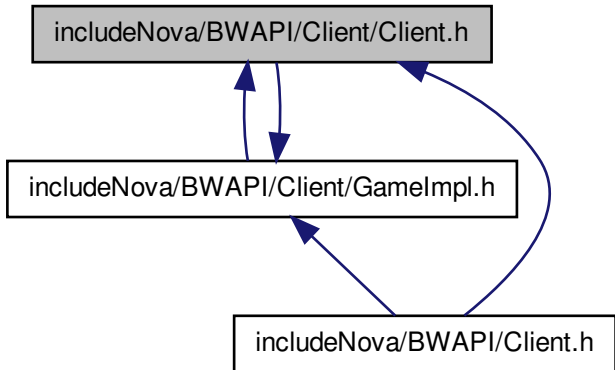 includeNova/BWAPI/Client/Client.h
includeNova/BWAPI/Client/GameImpl.h
includeNova/BWAPI/Client.h